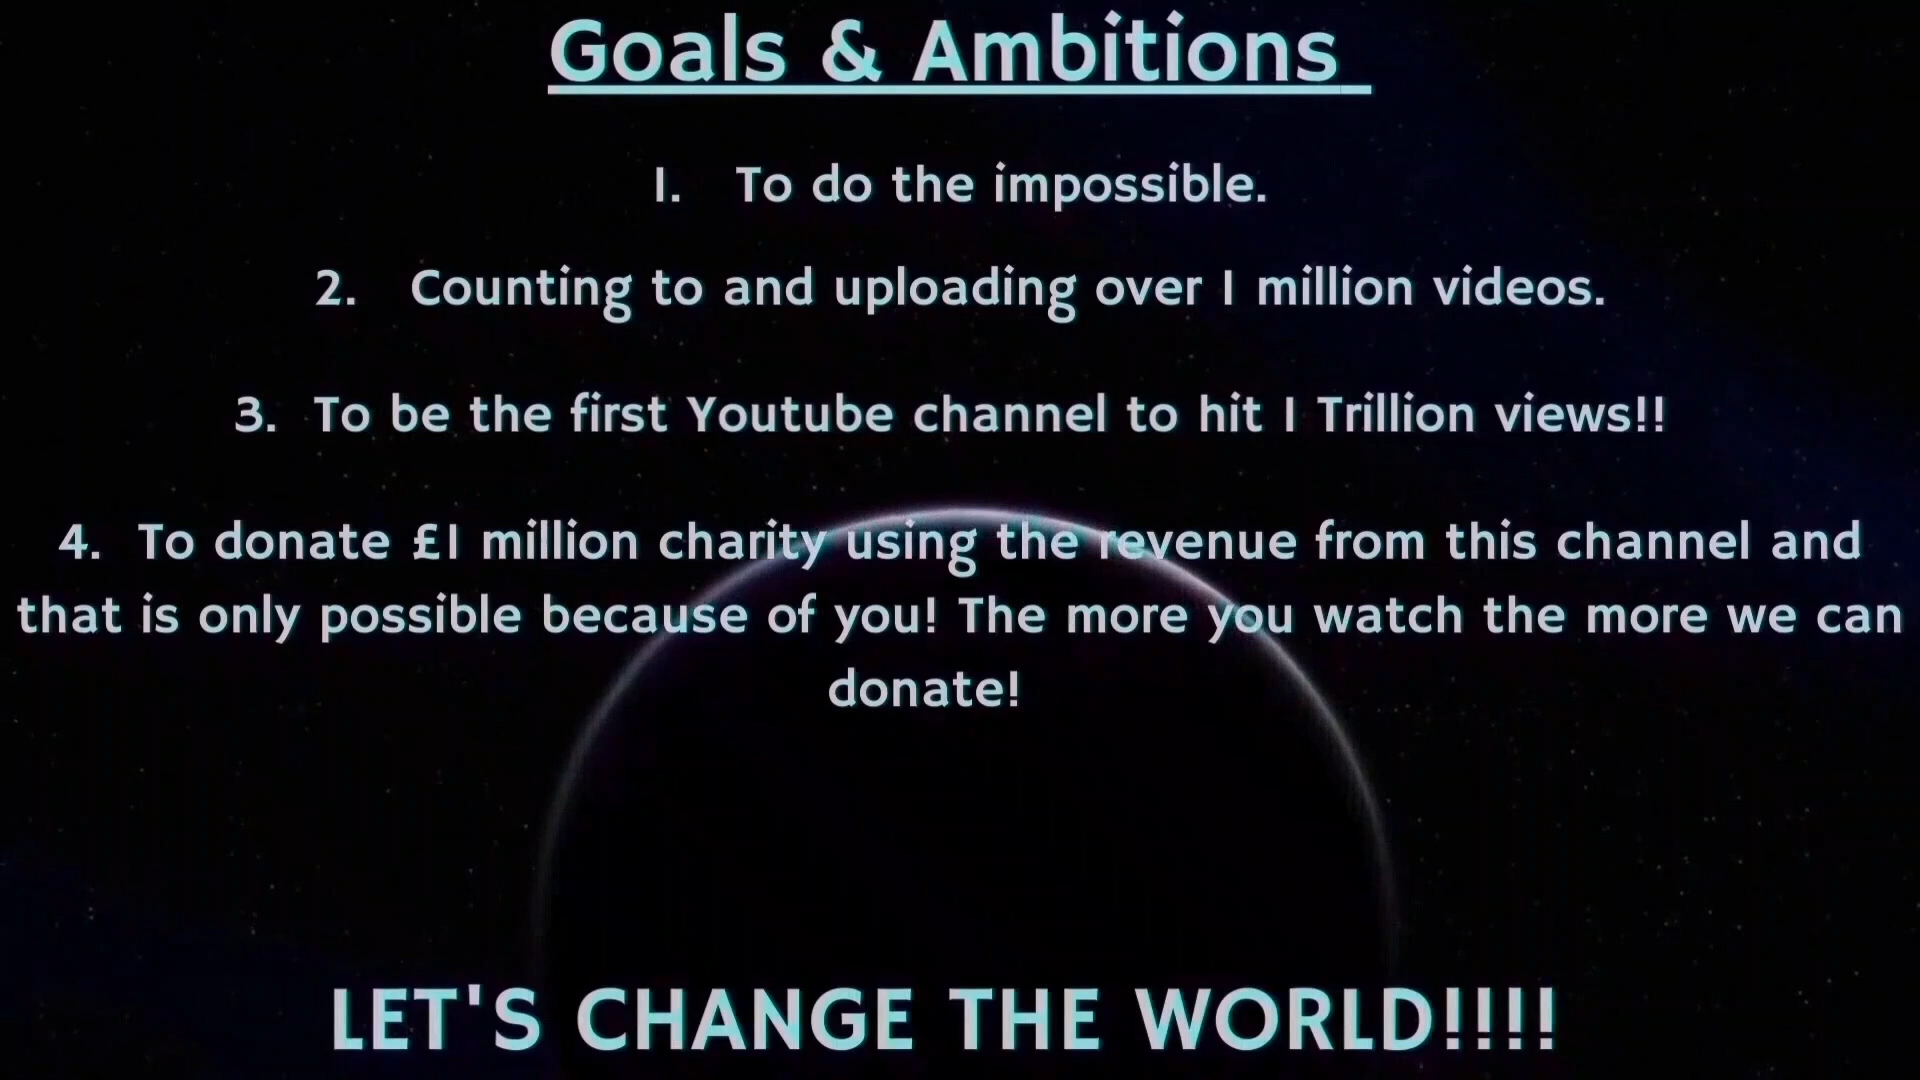 Goals & Ambitions
1. To do the impossible.
2. Counting to and uploading over 1 million videos.
3. To be the first Youtube channel to hit 1 Trillion views!!
4. To donate £1 million charity using the revenue from this channel and
that is only possible because of you! The more you watch the more we can
donate!
LET'S CHANGE THE WORLD!!!!